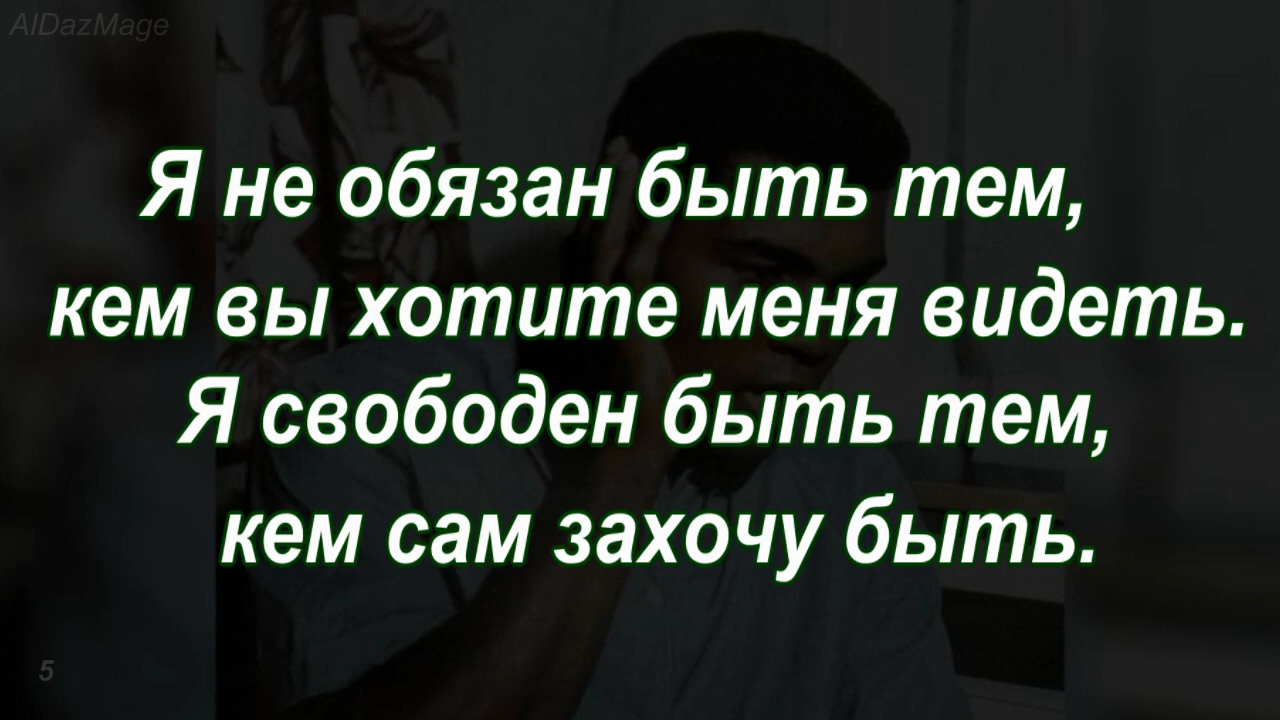 AlDazMage
Я не обязан быть тем,
кем вы хотите меня видеть.
Я свободен быть тем,
кем сам захочу быть.
5